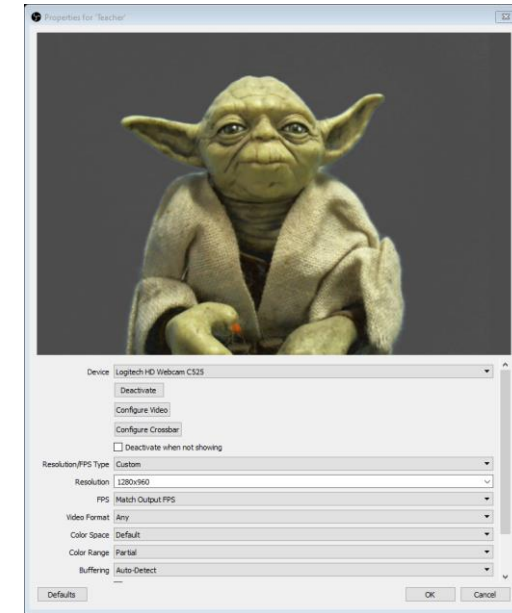 Properties for 'Teacher'
Device Logitech HD Webcam C525
Deactivate
Configure Video
Configure Crossbar
Deactivate when not showing
Resolution/FPS Type Custom
Resolution 1280x960
FPS Match Output FPS
Video Format Any
Color Space Default
Color Range Partial
Buffering Auto-Detect
Defaults OK Cancel